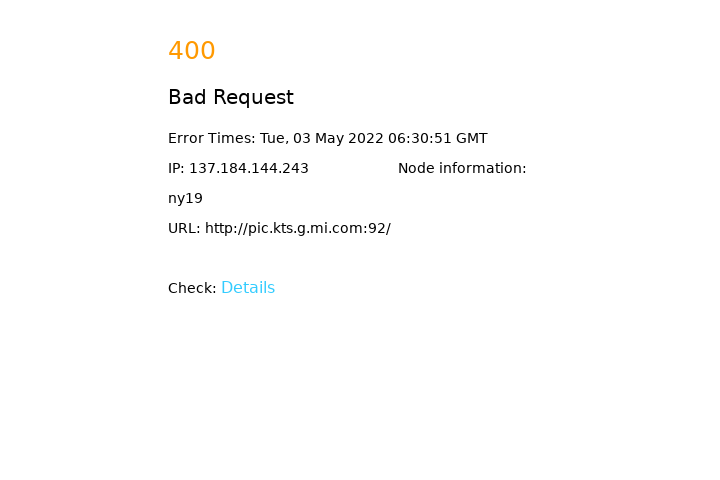 400
Bad Request
Error Times: Tue, 03 May 2022 06:30:51 GMT
IP: 137.184.144.243 Node information:
ny19
URL: http://pic.kts.g.mi.com:92/
Check: Details